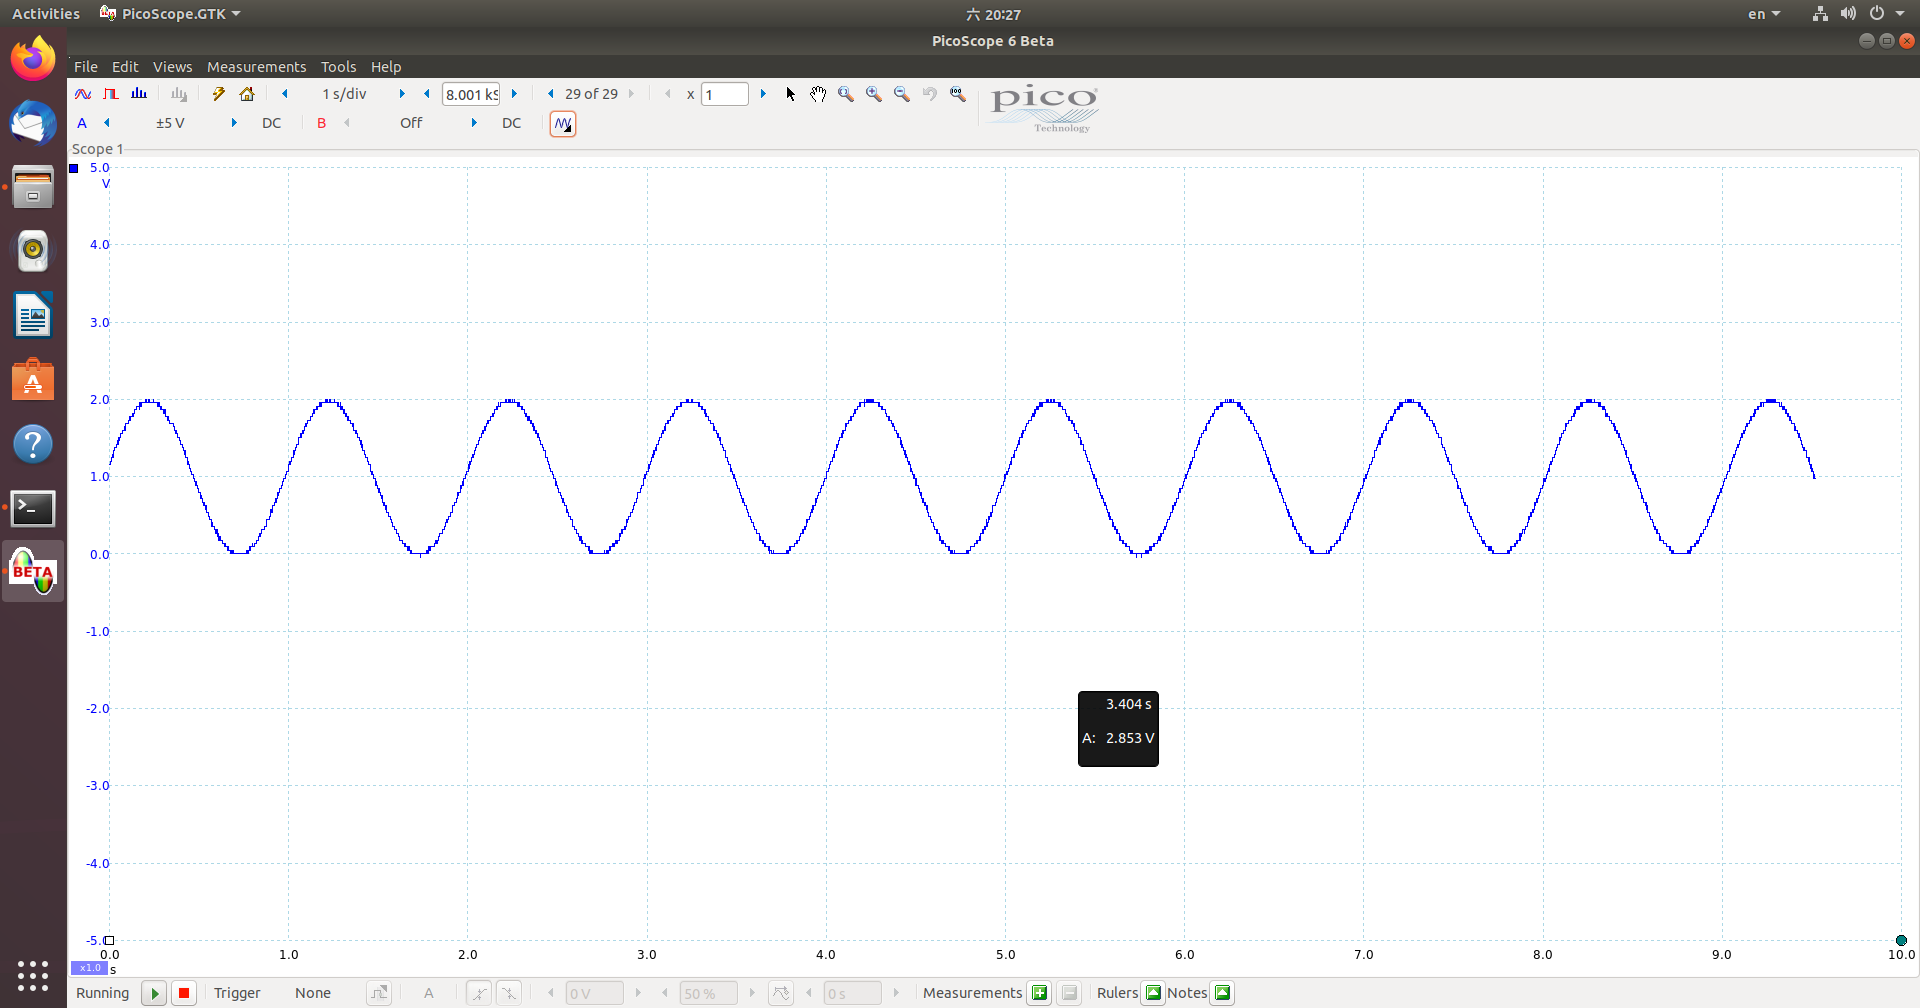 Activities PicoScope.GTK 六 20:27 en
PicoScope 6 Beta
File Edit Views Measurements Tools Help
1 s/div 8.001 kS 29 of 29 x 1
pico
Technology
A ±5 V DC B Off DC
Scope 1
5.0
V
4.0
3.0
2.0
1.0
0.0
-1.0
-2.0
-3.0
-4.0
-5.0
3.404 s
A: 2.853 V
BETA
0.0 1.0 2.0 3.0 4.0 5.0 6.0 7.0 8.0 9.0 10.0
x1.0 s
Running Trigger None A 0 V 50 % 0 s Measurements Rulers Notes